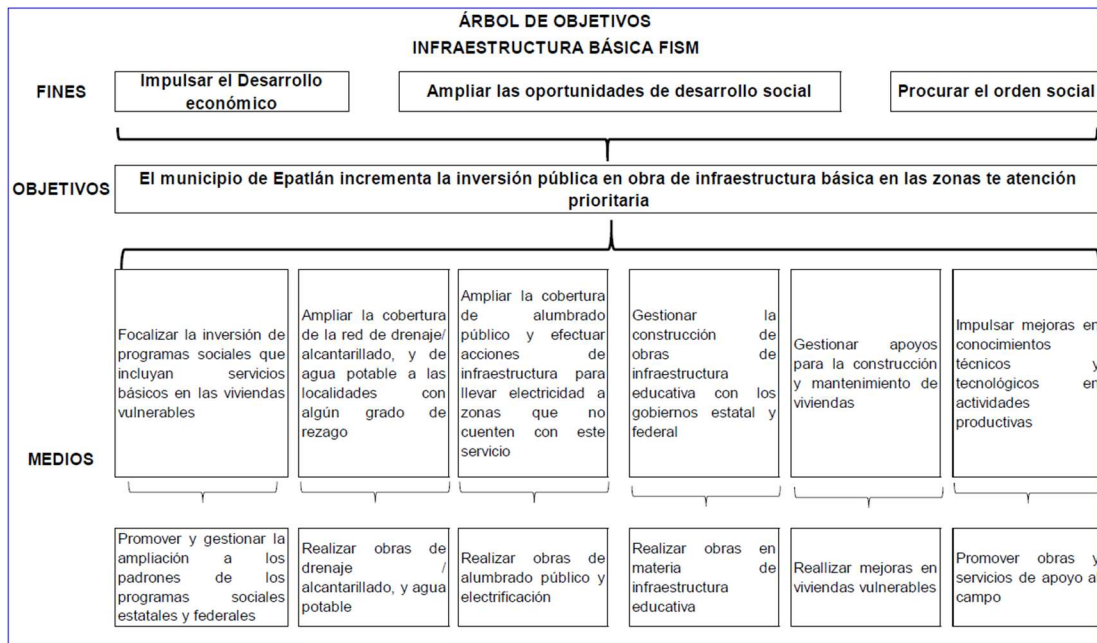 ÁRBOL DE OBJETIVOS
INFRAESTRUCTURA BÁSICA FISM
FINES
Impulsar el Desarrollo
económico
Ampliar las oportunidades de desarrollo social
Procurar el orden social
OBJETIVOS
El municipio de Epatlán incrementa la inversión pública en obra de infraestructura básica en las zonas te atención
prioritaria
MEDIOS
Focalizar la inversión de
programas sociales que
incluyan servicios
básicos en las viviendas
vulnerables
Ampliar la cobertura
de la red de drenaje/
alcantarillado, y de
agua potable a las
localidades con
algún grado de
rezago
Ampliar la cobertura
de alumbrado
público y efectuar
acciones de
infraestructura para
llevar electricidad a
zonas que no
cuenten con este
servicio
Gestionar la
construcción de
obras de
infraestructura
educativa con los
gobiernos estatal y
federal
Gestionar apoyos
para la construcción
y mantenimiento de
viviendas
Impulsar mejoras en
conocimientos
técnicos y
tecnológicos en
actividades
productivas
Promover y gestionar la
ampliación a los
padrones de los
programas sociales
estatales y federales
Realizar obras de
drenaje /
alcantarillado, y agua
potable
Realizar obras de
alumbrado público y
electrificación
Realizar obras en
materia de
infraestructura
educativa
Reallizar mejoras en
viviendas vulnerables
Promover obras y
servicios de apoyo al
campo